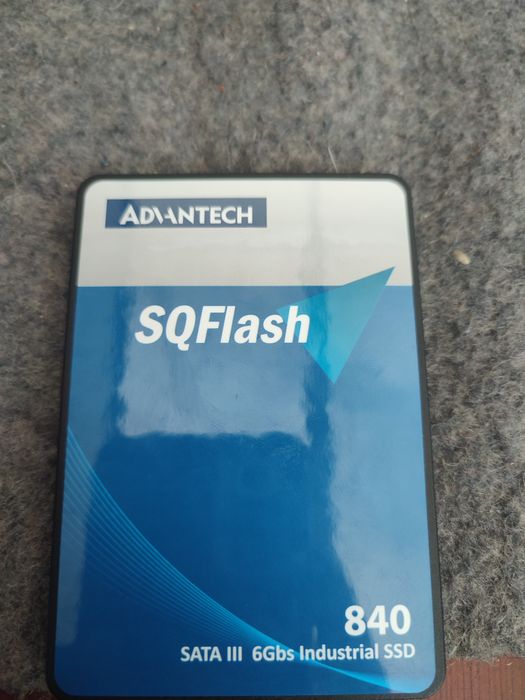 ADVANTECH
SQFlash
840
SATA III 6Gbs Industrial SSD